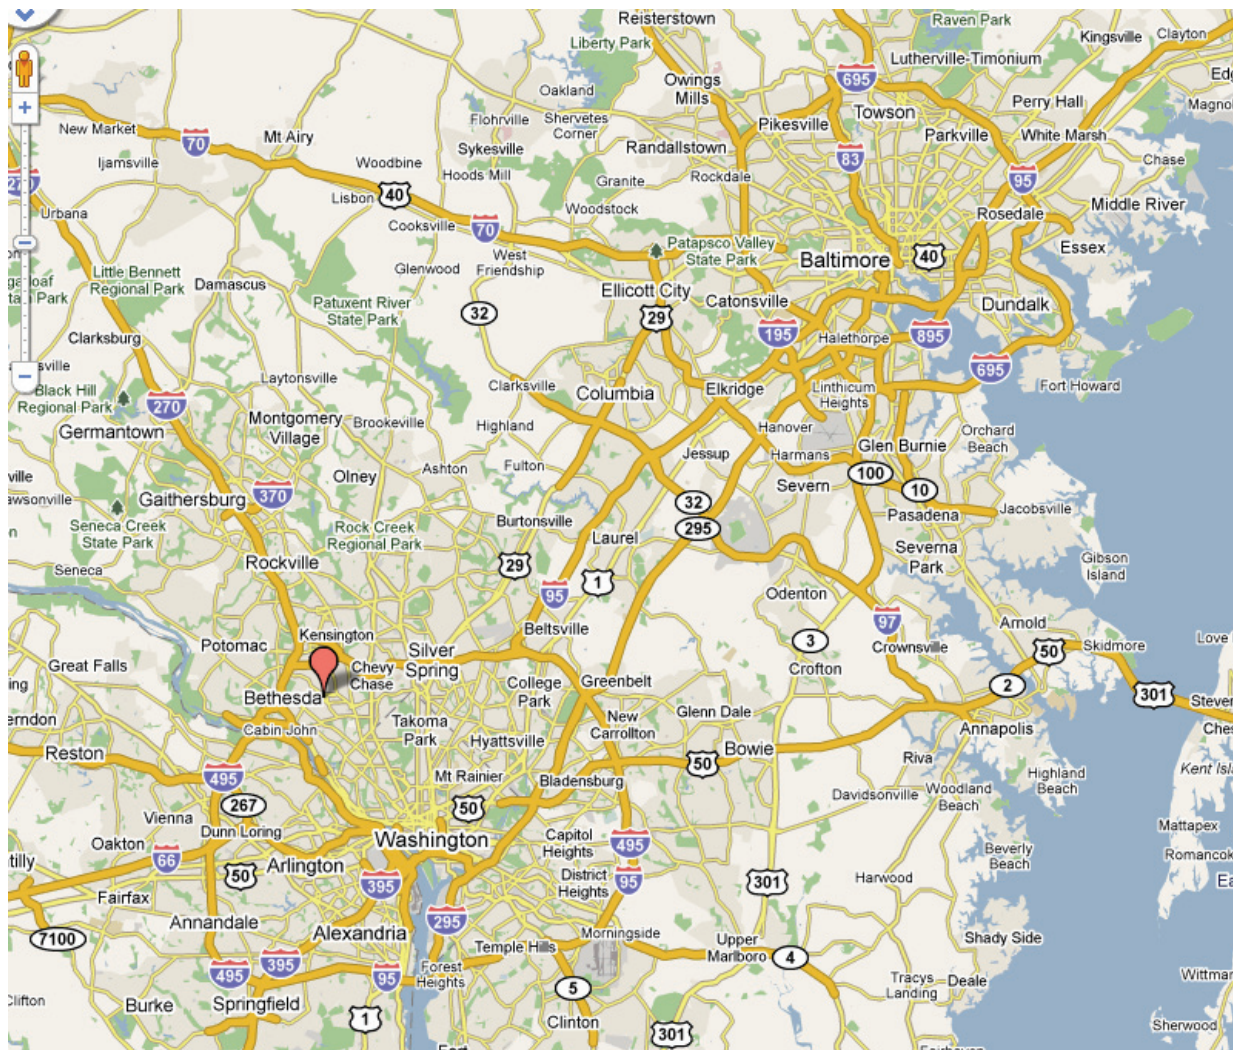 Reisterstown
Raven Park
Kingsville
Clayton
Liberty Park
Lutherville-Timonium
Owings
Mills
695
Oakland
Perry Hall
Magno
New Market
70
Mt Airy
Flohrville
Shervetes
Corner
Pikesville
Towson
Parkville
White Marsh
Ijamsville
Woodbine
Sykesville
Randallstown
83
Chase
Lisbon
40
Hoods Mill
Granite
Rockdale
95
Urbana
Cooksville
70
Woodstock
Rosedale
Middle River
West
Friendship
Patapsco Valley
State Park
Baltimore
40
Essex
Little Bennett
Regional Park
Damascus
Glenwood
Ellicott City
Catonsville
Dundalk
Patuxent River
State Park
32
29
195
Halethorpe
895
Clarksburg
695
Black Hill
Regional Park
270
Laytonsville
Clarksville
Columbia
Elkridge
Linthicum
Heights
Fort Howard
Germantown
Montgomery
Village
Brookeville
Highland
Hanover
Glen Burnie
Orchard
Beach
Olney
Ashton
Fulton
Jessup
Harmans
100
Gaithersburg
370
Severn
10
Seneca Creek
State Park
Rock Creek
Regional Park
Burtonsville
32
295
Pasadena
Jacobsville
Laurel
Seneca
Rockville
29
95
1
Severna
Park
Gibson
Island
Odenton
Potomac
Kensington
Silver
Spring
Beltsville
3
97
Arnold
Great Falls
Chevy
Chase
Crofton
Crownsville
50
Skidmore
Bethesda
College
Park
Greenbelt
2
301
Cabin John
Takoma
Park
Hyattsville
New
Carrollton
Glenn Dale
Annapolis
Reston
Bowie
Riva
495
Mt Rainier
Bladensburg
50
Highland
Beach
Kent
267
50
Davidsonville
Woodland
Beach
Vienna
Dunn Loring
Washington
Capitol
Heights
495
Mattapex
Oakton
66
50
Arlington
395
District
Heights
95
301
Beverly
Beach
Harwood
Fairfax
Annandale
Alexandria
295
7100
Temple Hills
Morningside
Upper
Marlboro
4
Shady Side
495
395
95
Forest
Heights
5
Tracys
Landing
Deale
Burke
Springfield
1
Clinton
301
Clifton
Sherwood